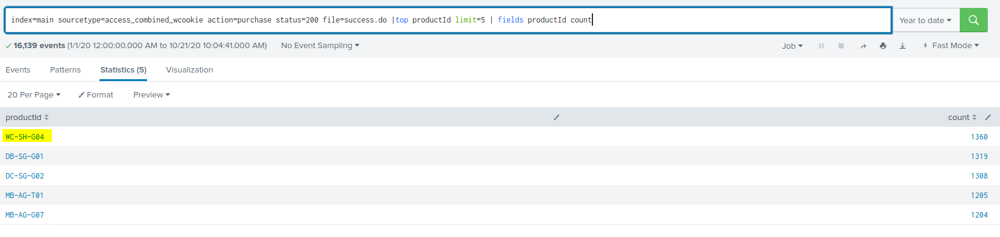 index=main sourcetype=access_combined_wcookie action=purchase status=200 file=success.do |top productId limit=5 | fields productId count
Year to date
16,139 events (1/1/20 12:00:00.000 AM to 10/21/20 10:04:41.000 AM) No Event Sampling Job Fast Mode
Events Patterns Statistics (5) Visualization
20 Per Page Format Preview
productId count
WC-SH-G04 1360
DB-SG-G01 1319
DC-SG-G02 1308
MB-AG-T01 1205
MB-AG-G07 1204